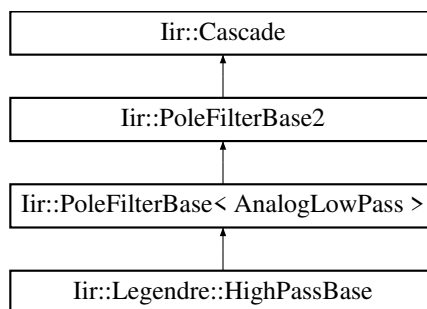 Iir::Cascade
Iir::PoleFilterBase2
Iir::PoleFilterBase< AnalogLowPass >
Iir::Legendre::HighPassBase